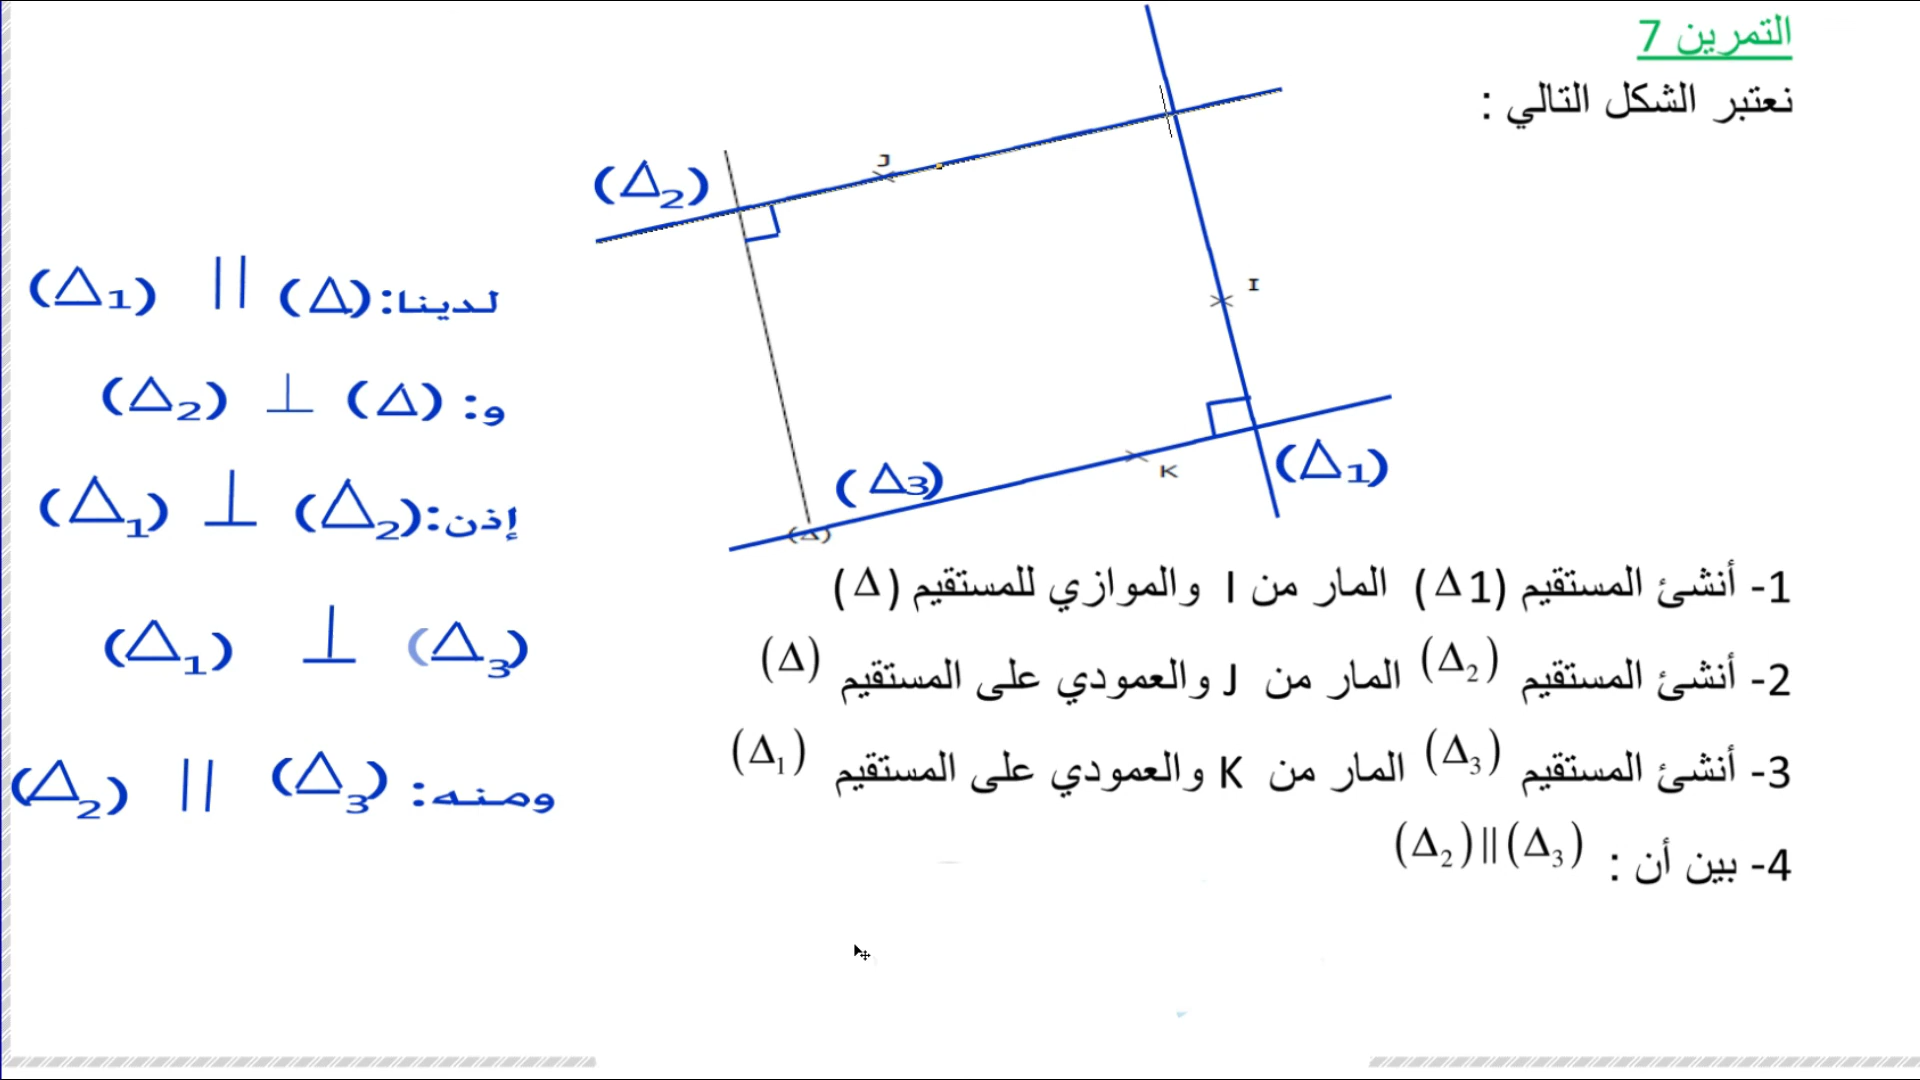 التمرين 7
نعتبر الشكل التالي :
(Δ₂)
J
I
(Δ₃)
K
(Δ₁)
(Δ)
1- أنشئ المستقيم (Δ1) المار من I والموازي للمستقيم (Δ)
2- أنشئ المستقيم (Δ₂) المار من J والعمودي على المستقيم (Δ)
3- أنشئ المستقيم (Δ₃) المار من K والعمودي على المستقيم (Δ₁)
4- بين أن : (Δ₂) || (Δ₃)
لدينا: (Δ) || (Δ₁)
و: (Δ) ⊥ (Δ₂)
إذن: (Δ₂) ⊥ (Δ₁)
(Δ₃) ⊥ (Δ₁)
ومنه: (Δ₃) || (Δ₂)